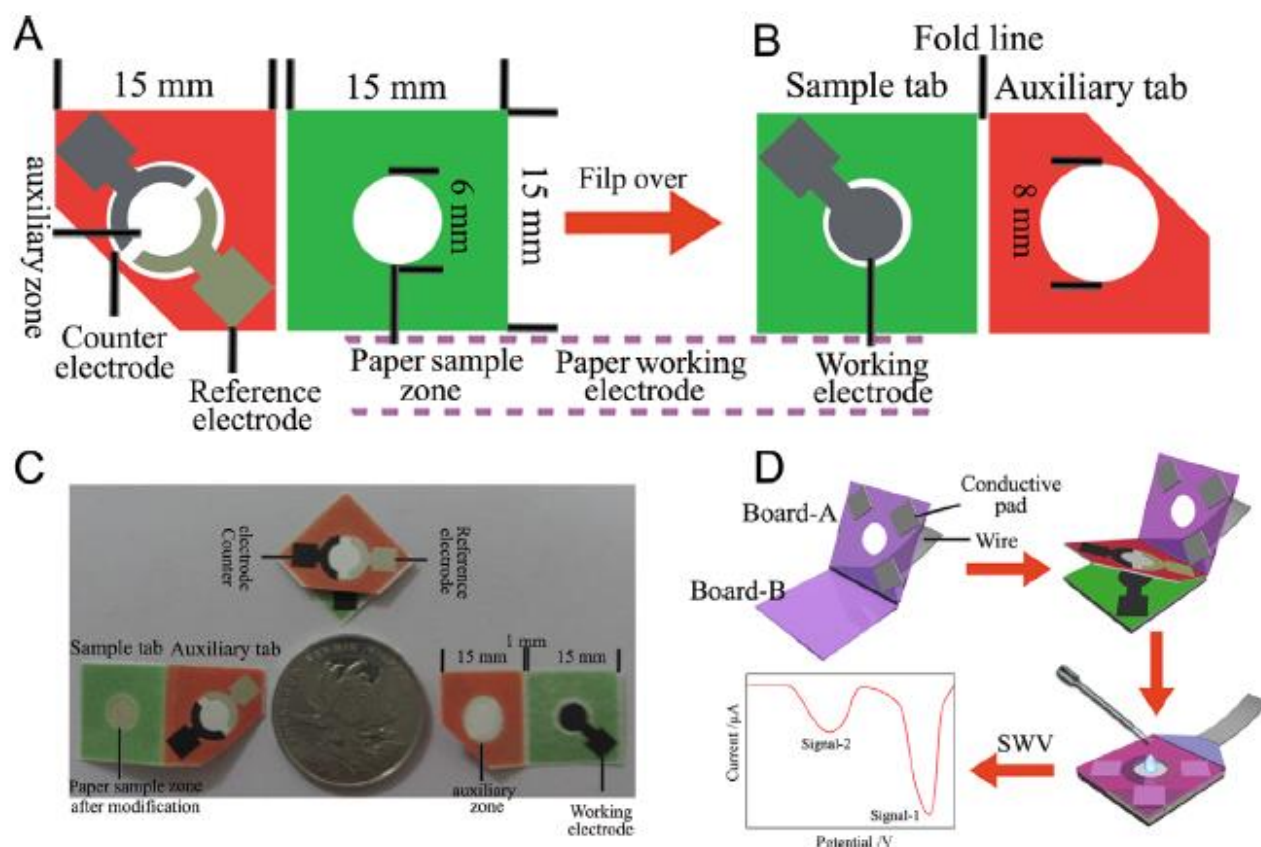 A
15 mm
15 mm
auxiliary zone
6 mm
15 mm
Counter
electrode
Reference
electrode
Paper sample
zone
Filp over
Paper working
electrode
B
Fold line
Sample tab
Auxiliary tab
8 mm
Working
electrode
C
electrode
Counter
Reference
electrode
Sample tab
Auxiliary tab
1 mm
15 mm
15 mm
Paper sample zone
after modification
auxiliary
zone
Working
electrode
D
Board-A
Conductive
pad
Wire
Board-B
SWV
Current /μA
Signal-2
Signal-1
Potential /V